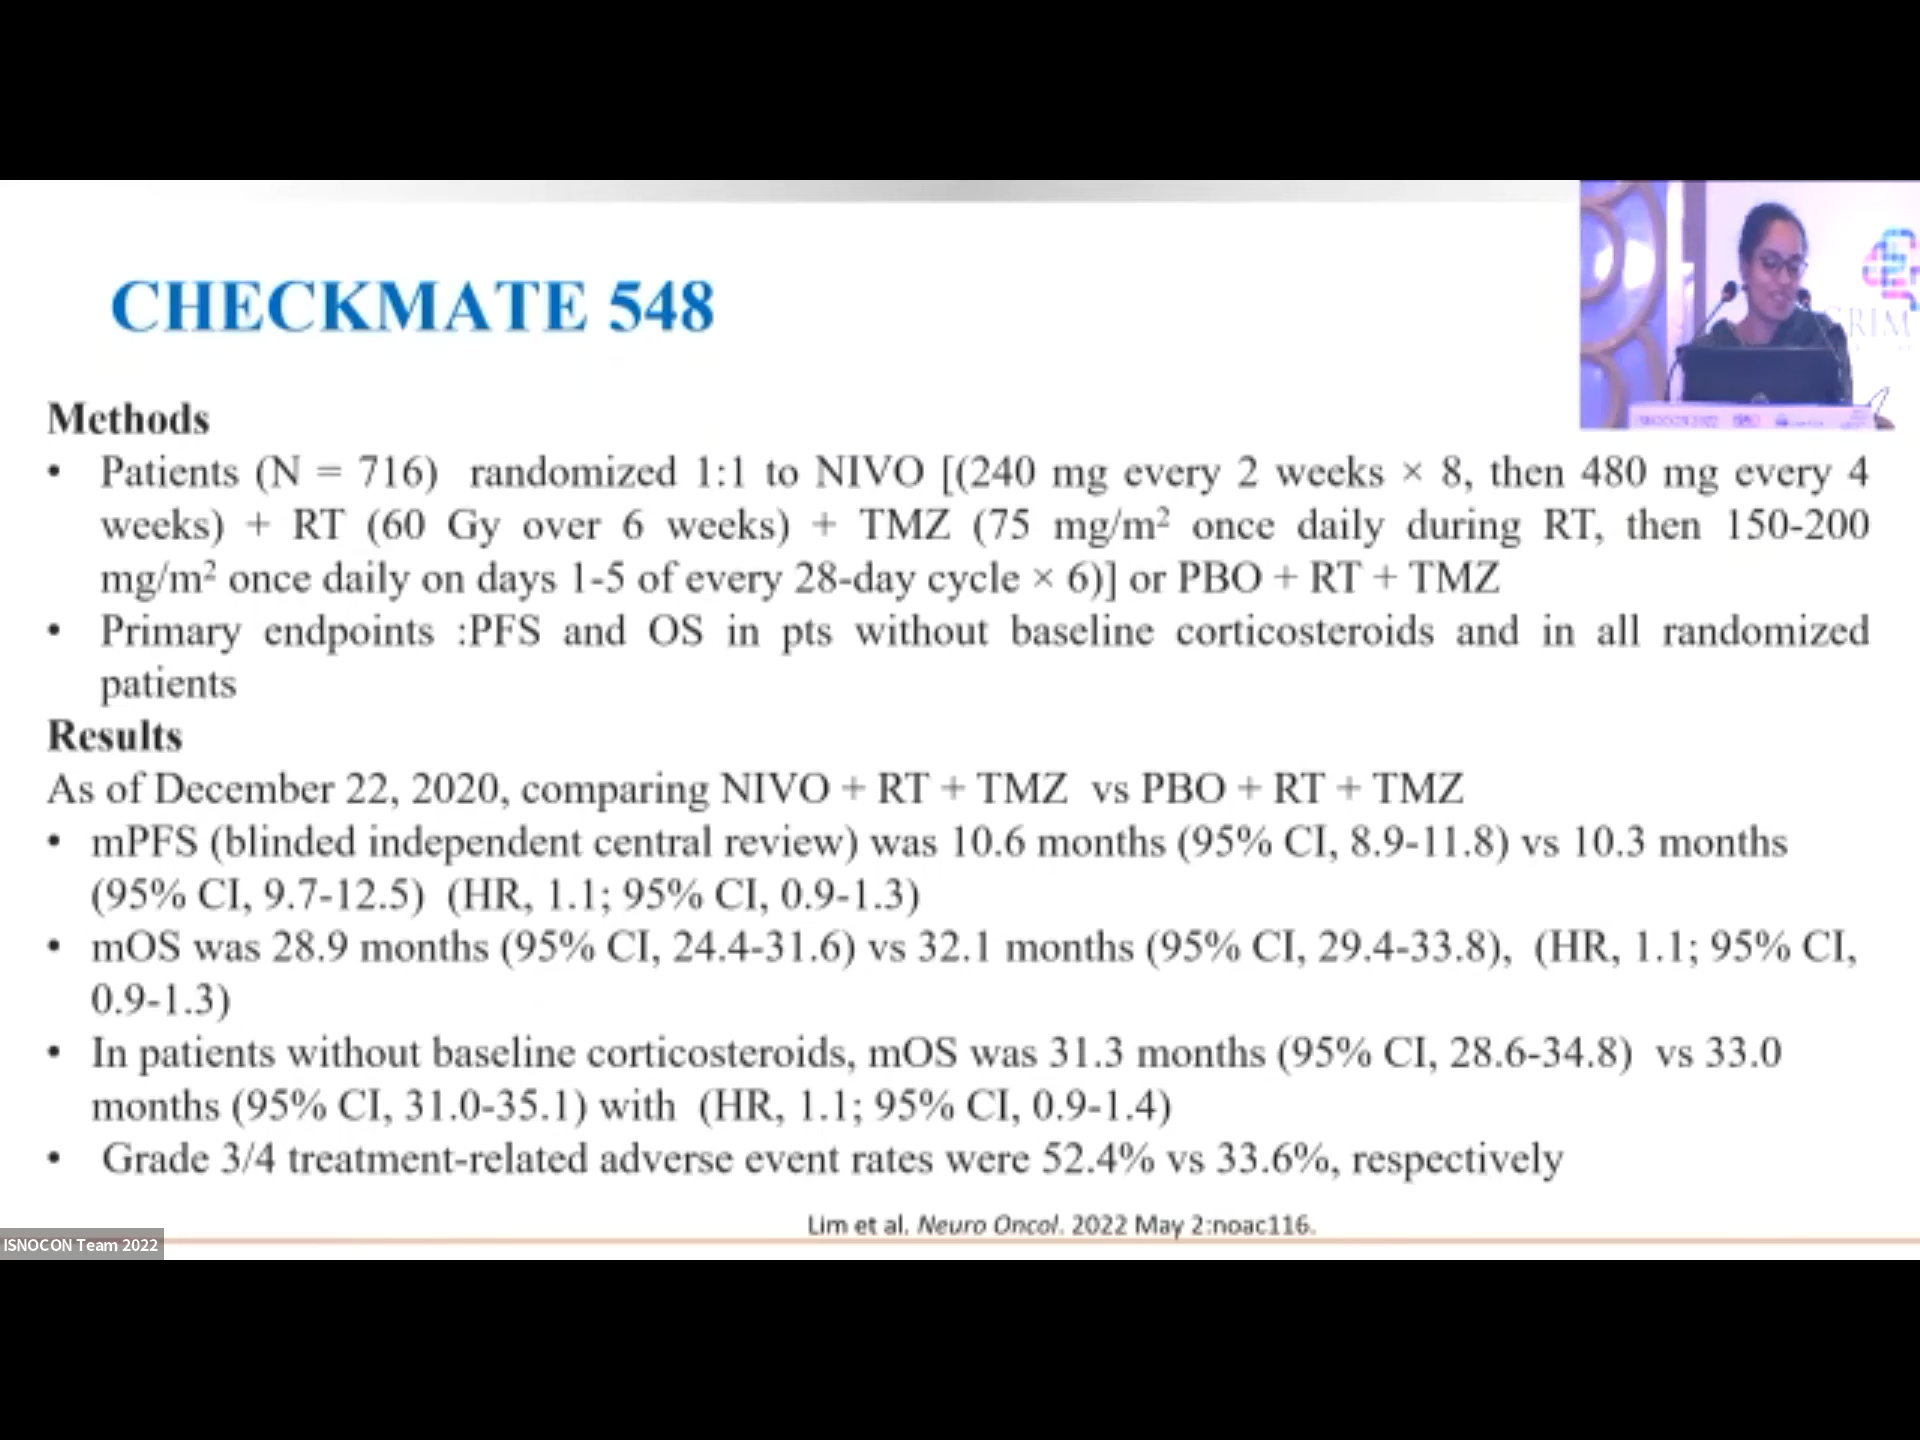 CHECKMATE 548
Methods
• Patients (N = 716) randomized 1:1 to NIVO [(240 mg every 2 weeks × 8, then 480 mg every 4
weeks) + RT (60 Gy over 6 weeks) + TMZ (75 mg/m² once daily during RT, then 150-200
mg/m² once daily on days 1-5 of every 28-day cycle × 6)] or PBO + RT + TMZ
• Primary endpoints :PFS and OS in pts without baseline corticosteroids and in all randomized
patients
Results
As of December 22, 2020, comparing NIVO + RT + TMZ vs PBO + RT + TMZ
• mPFS (blinded independent central review) was 10.6 months (95% CI, 8.9-11.8) vs 10.3 months
(95% CI, 9.7-12.5) (HR, 1.1; 95% CI, 0.9-1.3)
• mOS was 28.9 months (95% CI, 24.4-31.6) vs 32.1 months (95% CI, 29.4-33.8), (HR, 1.1; 95% CI,
0.9-1.3)
• In patients without baseline corticosteroids, mOS was 31.3 months (95% CI, 28.6-34.8) vs 33.0
months (95% CI, 31.0-35.1) with (HR, 1.1; 95% CI, 0.9-1.4)
• Grade 3/4 treatment-related adverse event rates were 52.4% vs 33.6%, respectively
Lim et al. Neuro Oncol. 2022 May 2:noac116.
ISNOCON Team 2022